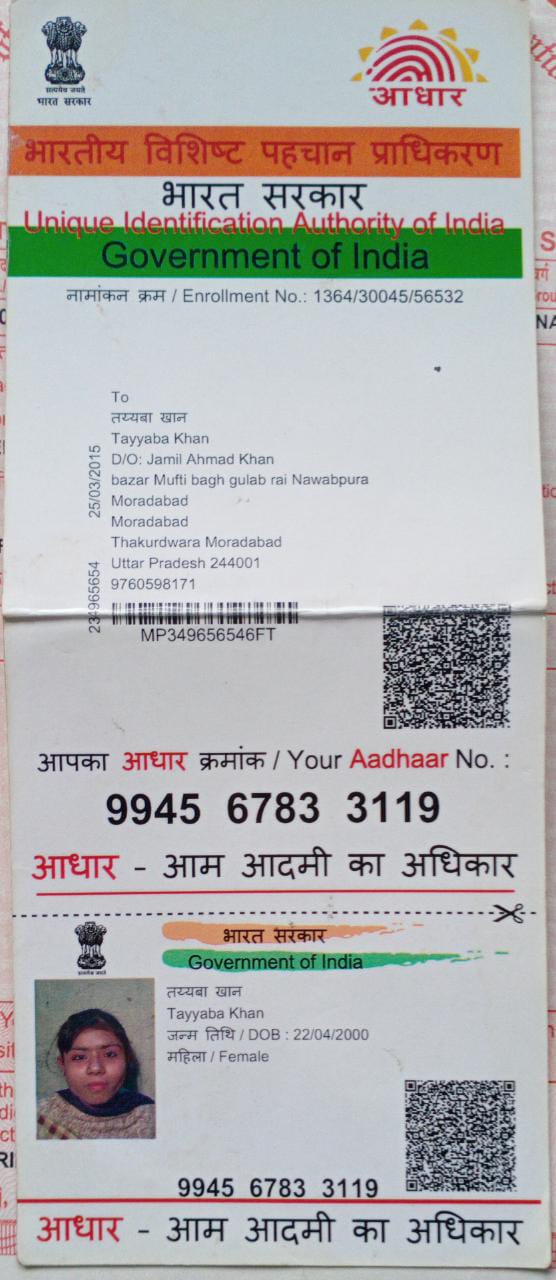 सत्यमेव जयते
भारत सरकार
आधार
भारतीय विशिष्ट पहचान प्राधिकरण
भारत सरकार
Unique Identification Authority of India
Government of India
नामांकन क्रम / Enrollment No.: 1364/30045/56532
To
तय्यबा खान
Tayyaba Khan
D/O: Jamil Ahmad Khan
bazar Mufti bagh gulab rai Nawabpura
Moradabad
Moradabad
Thakurdwara Moradabad
Uttar Pradesh 244001
9760598171
25/03/2015
234965654
MP349656546FT
आपका आधार क्रमांक / Your Aadhaar No. :
9945 6783 3119
आधार - आम आदमी का अधिकार
भारत सरकार
Government of India
तय्यबा खान
Tayyaba Khan
जन्म तिथि / DOB : 22/04/2000
महिला / Female
9945 6783 3119
आधार - आम आदमी का अधिकार